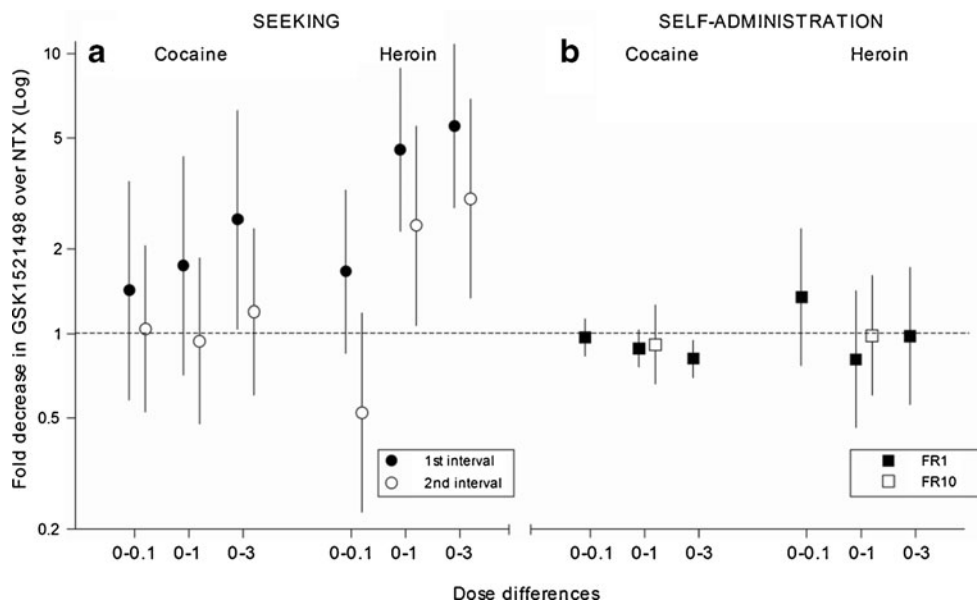 SEEKING
SELF-ADMINISTRATION
a
Cocaine
Heroin
b
Cocaine
Heroin
Fold decrease in GSK1521498 over NTX (Log)
10
5
2
1
0.5
0.2
1st interval
2nd interval
FR1
FR10
0-0.1 0-1 0-3 0-0.1 0-1 0-3 0-0.1 0-1 0-3 0-0.1 0-1 0-3
Dose differences